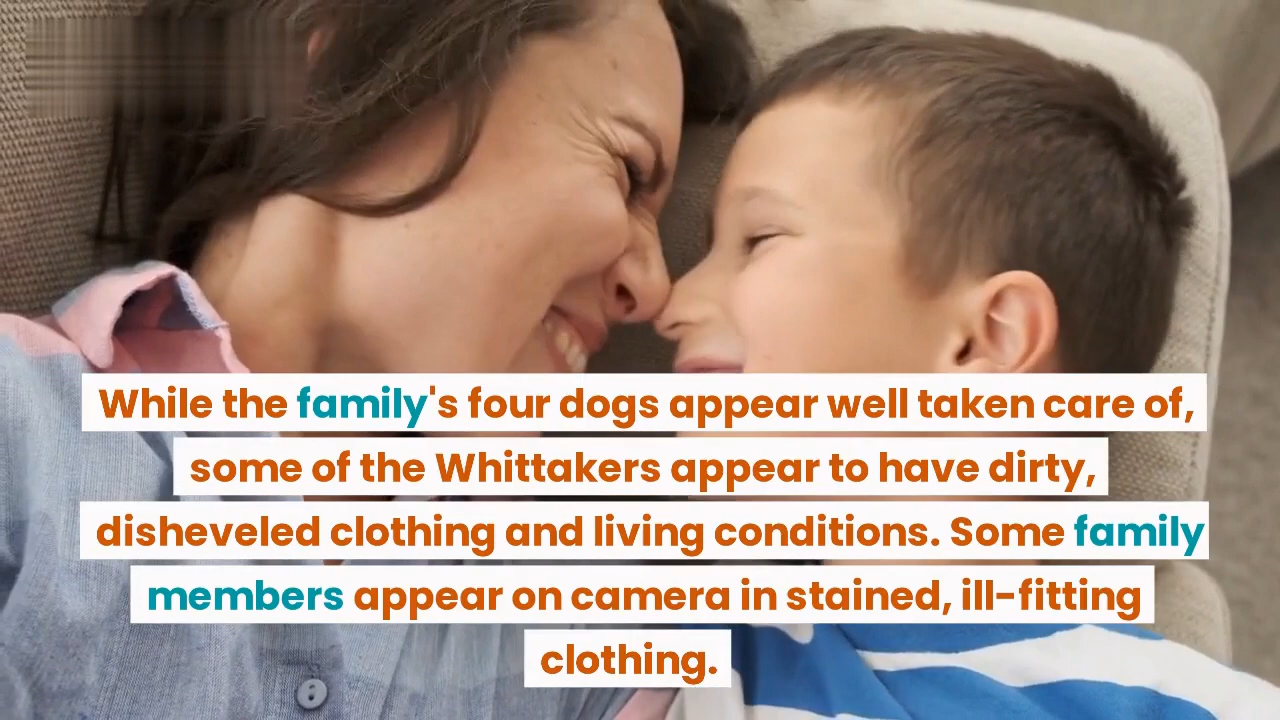 While the family's four dogs appear well taken care of,
some of the Whittakers appear to have dirty,
disheveled clothing and living conditions. Some family
members appear on camera in stained, ill-fitting
clothing.